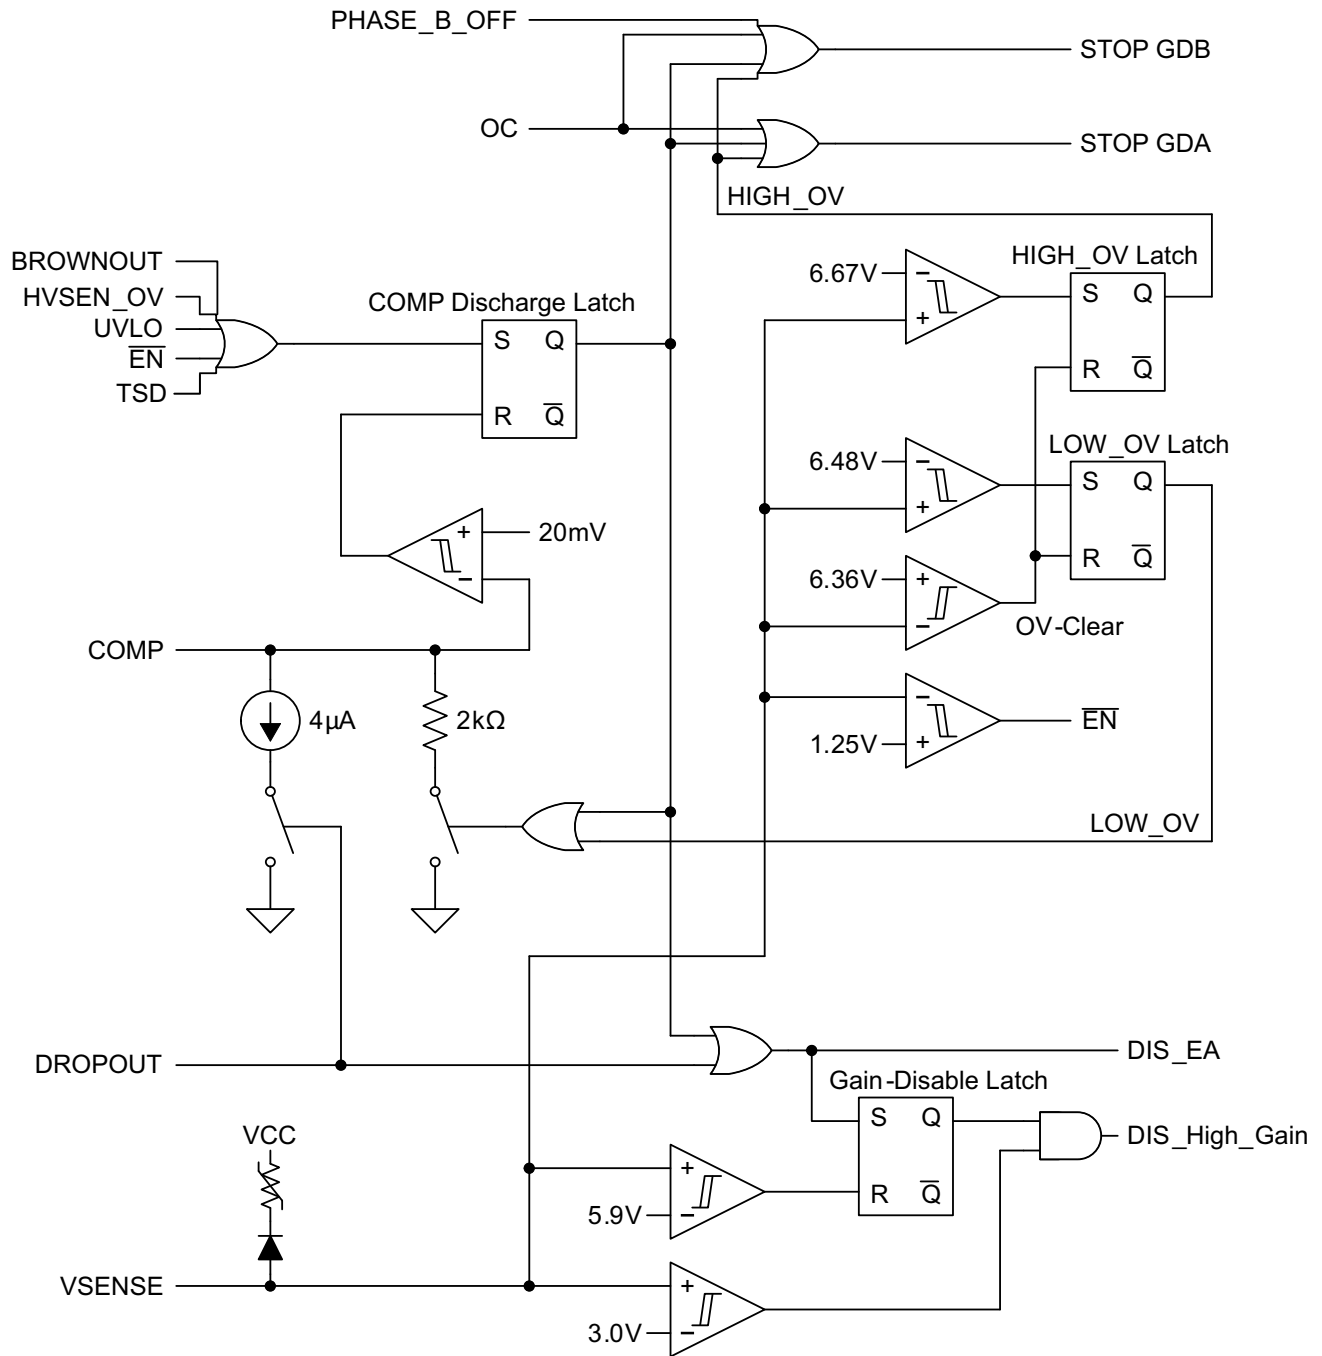 PHASE_B_OFF
STOP GDB
OC
STOP GDA
HIGH_OV
BROWNOUT
HVSEN_OV
UVLO
E̅N̅
TSD
COMP Discharge Latch
S Q
R Q̅
6.67V
−
+
HIGH_OV Latch
S Q
R Q̅
6.48V
−
+
LOW_OV Latch
S Q
R Q̅
+
−
20mV
6.36V
+
−
OV-Clear
COMP
4µA
2kΩ
−
+
1.25V
E̅N̅
LOW_OV
DROPOUT
DIS_EA
Gain-Disable Latch
S Q
R Q̅
DIS_High_Gain
VCC
+
−
5.9V
VSENSE
+
−
3.0V